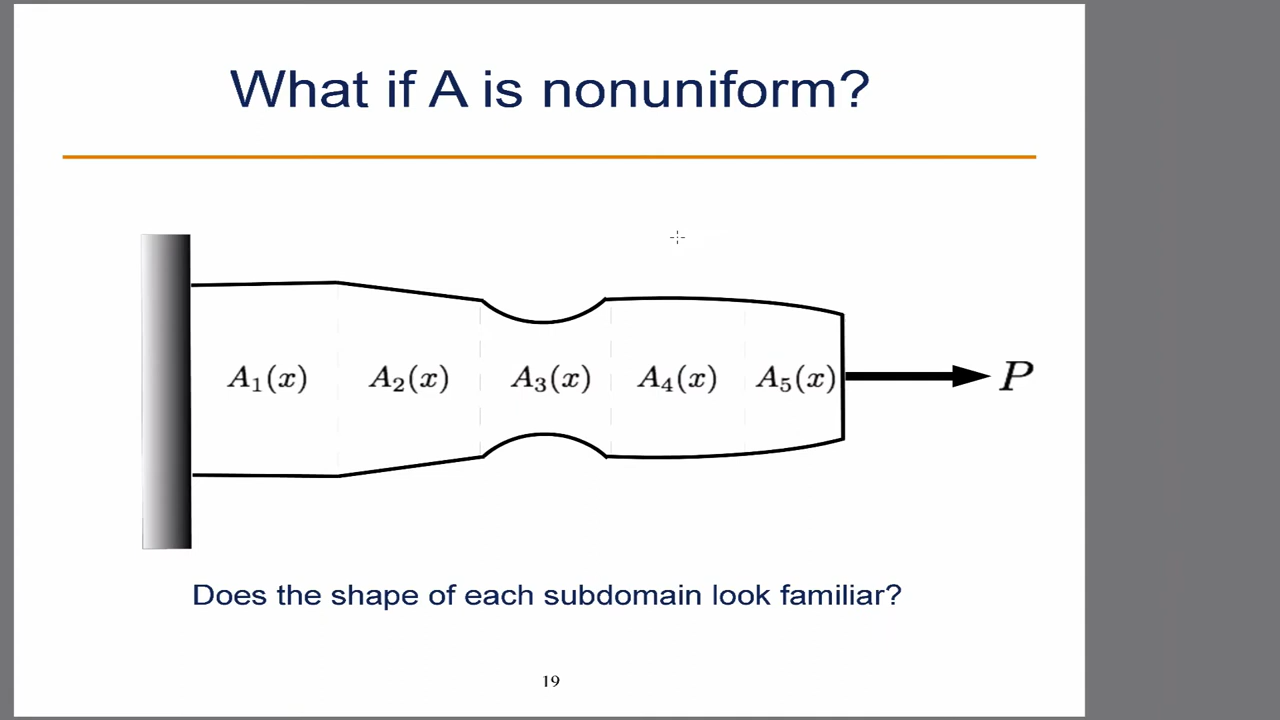 What if A is nonuniform?
A₁(x) A₂(x) A₃(x) A₄(x) A₅(x) P
Does the shape of each subdomain look familiar?
19